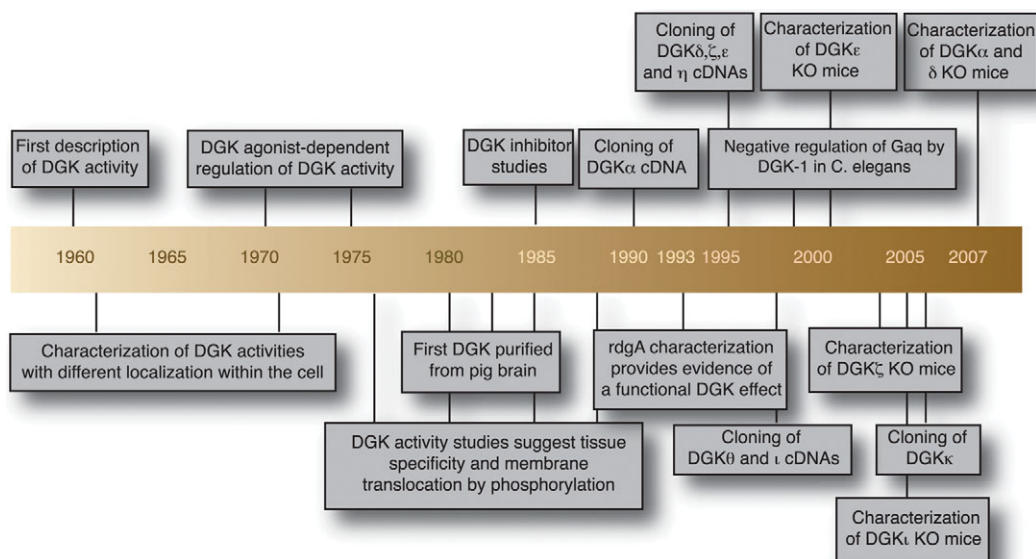 Cloning of
DGKδ,ζ,ε
and η cDNAs
Characterization
of DGKε
KO mice
Characterization
of DGKα and
δ KO mice
First description
of DGK activity
DGK agonist-dependent
regulation of DGK activity
DGK inhibitor
studies
Cloning of
DGKα cDNA
Negative regulation of Gaq by
DGK-1 in C. elegans
1960 1965 1970 1975 1980 1985 1990 1993 1995 2000 2005 2007
Characterization of DGK activities
with different localization within the cell
First DGK purified
from pig brain
rdgA characterization
provides evidence of
a functional DGK effect
Characterization
of DGKζ KO mice
DGK activity studies suggest tissue
specificity and membrane
translocation by phosphorylation
Cloning of
DGKθ and ι cDNAs
Cloning of
DGKκ
Characterization
of DGKι KO mice